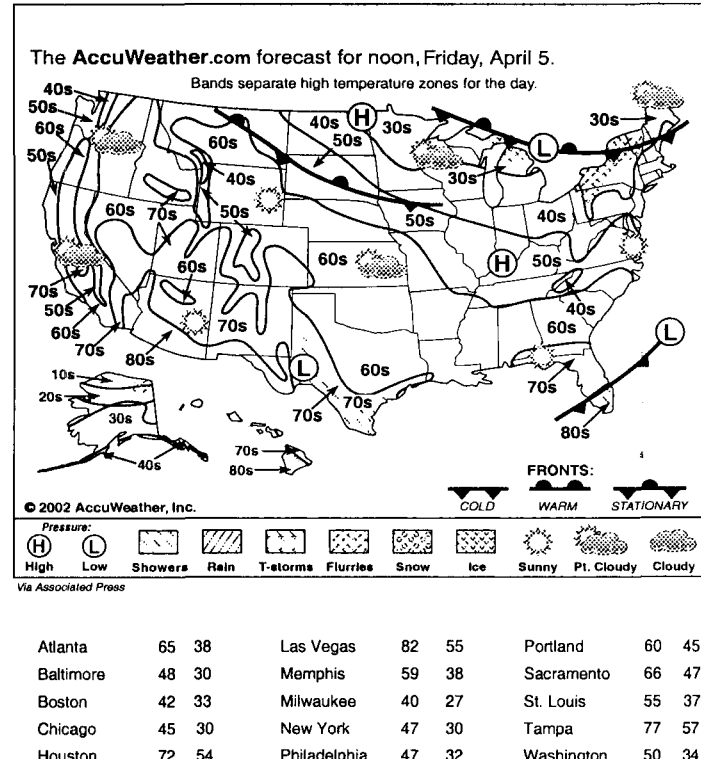 The AccuWeather.com forecast for noon, Friday, April 5.
Bands separate high temperature zones for the day.
40s
50s
60s
50s
60s
40s
50s
H
30s
30s
L
30s
40s
60s
70s
50s
50s
40s
60s
60s
H
50s
70s
50s
60s
70s
80s
70s
40s
60s
L
60s
L
70s
70s
70s
80s
10s
20s
30s
40s
70s
80s
FRONTS:
COLD WARM STATIONARY
© 2002 AccuWeather, Inc.
Pressure:
H L
High Low Showers Rain T-storms Flurries Snow Ice Sunny Pt. Cloudy Cloudy
Via Associated Press
Atlanta 65 38 Las Vegas 82 55 Portland 60 45
Baltimore 48 30 Memphis 59 38 Sacramento 66 47
Boston 42 33 Milwaukee 40 27 St. Louis 55 37
Chicago 45 30 New York 47 30 Tampa 77 57
Houston 72 54 Philadelphia 47 32 Washington 50 34